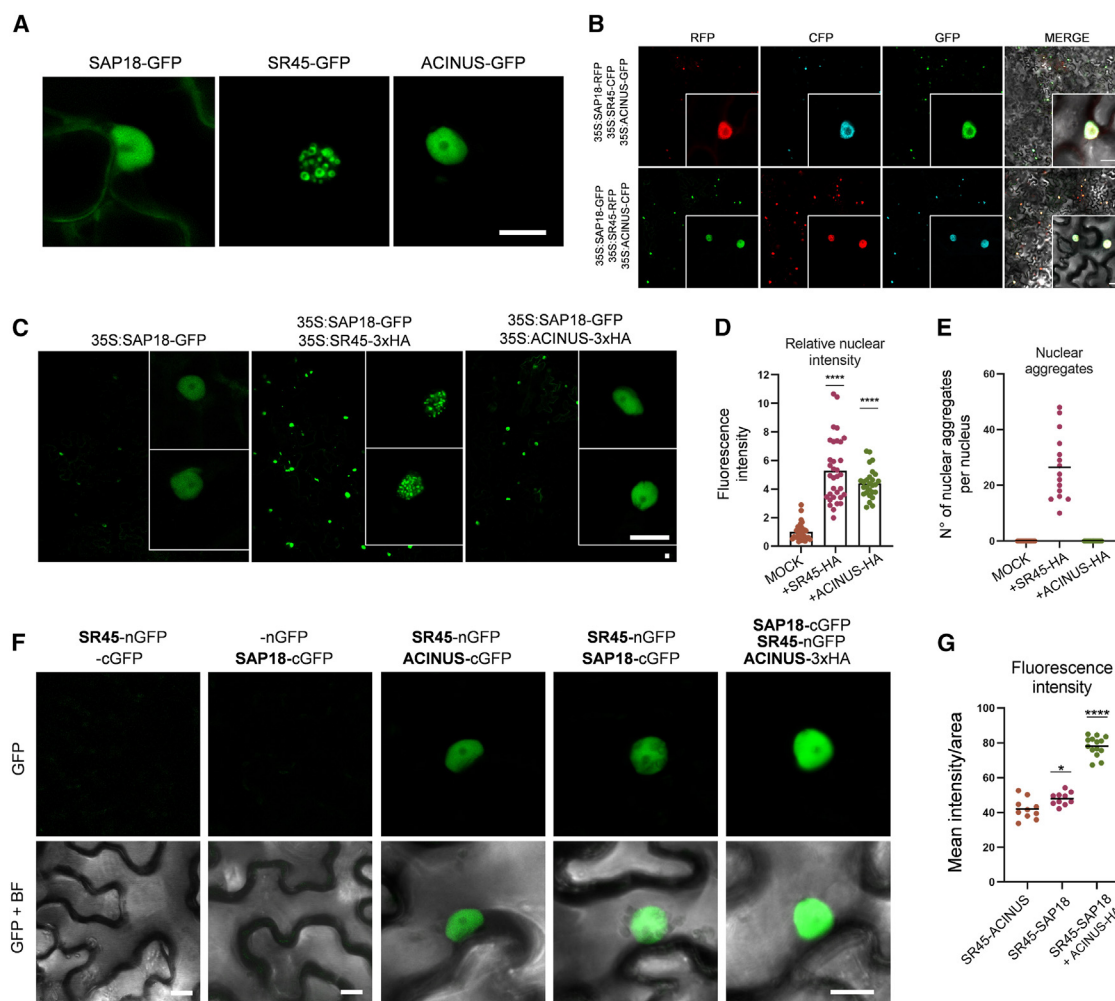 A
SAP18-GFP
SR45-GFP
ACINUS-GFP
B
RFP
CFP
GFP
MERGE
35S:SAP18-RFP
35S:SR45-CFP
35S:ACINUS-GFP
35S:SAP18-GFP
35S:SR45-RFP
35S:ACINUS-CFP
C
35S:SAP18-GFP
35S:SAP18-GFP
35S:SR45-3xHA
35S:SAP18-GFP
35S:ACINUS-3xHA
D
Relative nuclear
intensity
Fluorescence
intensity
12
10
8
6
4
2
0
****
****
MOCK
+SR45-HA
+ACINUS-HA
E
Nuclear
aggregates
N° of nuclear aggregates
per nucleus
60
40
20
0
MOCK
+SR45-HA
+ACINUS-HA
F
SR45-nGFP
-cGFP
-nGFP
SAP18-cGFP
SR45-nGFP
ACINUS-cGFP
SR45-nGFP
SAP18-cGFP
SAP18-cGFP
SR45-nGFP
ACINUS-3xHA
GFP
GFP + BF
G
Fluorescence
intensity
Mean intensity/area
100
80
60
40
20
0
*
****
SR45-ACINUS
SR45-SAP18
SR45-SAP18
+ ACINUS-HA